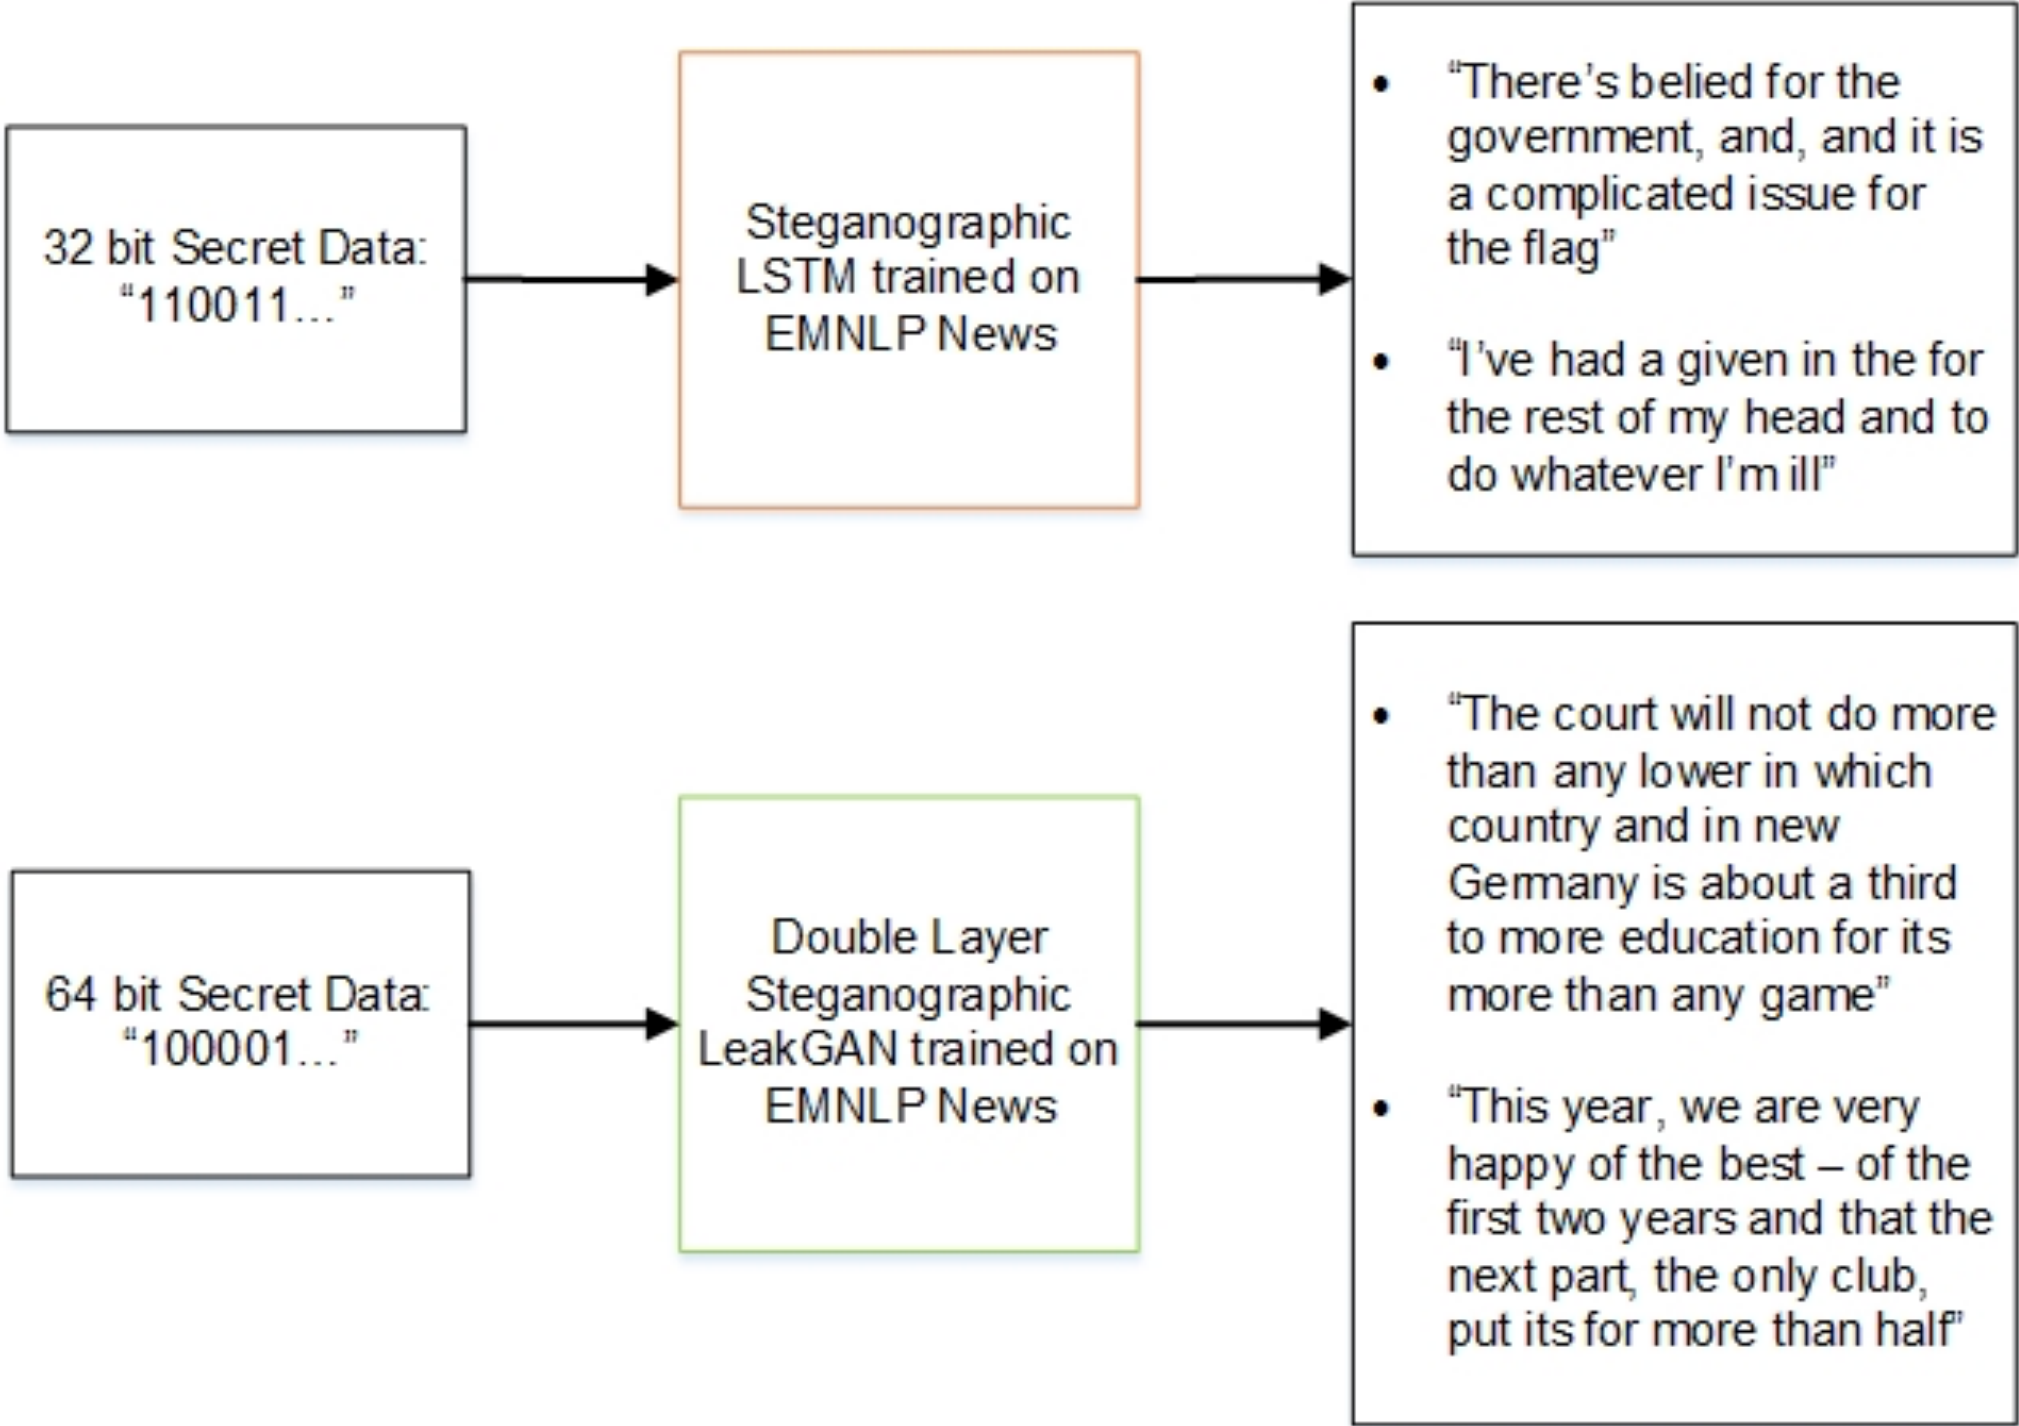 32 bit Secret Data:
“110011...”
Steganographic
LSTM trained on
EMNLP News
• “There’s belied for the
government, and, and it is
a complicated issue for
the flag”
• “I’ve had a given in the for
the rest of my head and to
do whatever I’m ill”
64 bit Secret Data:
“100001...”
Double Layer
Steganographic
LeakGAN trained on
EMNLP News
• “The court will not do more
than any lower in which
country and in new
Germany is about a third
to more education for its
more than any game”
• “This year, we are very
happy of the best – of the
first two years and that the
next part, the only club,
put its for more than half”